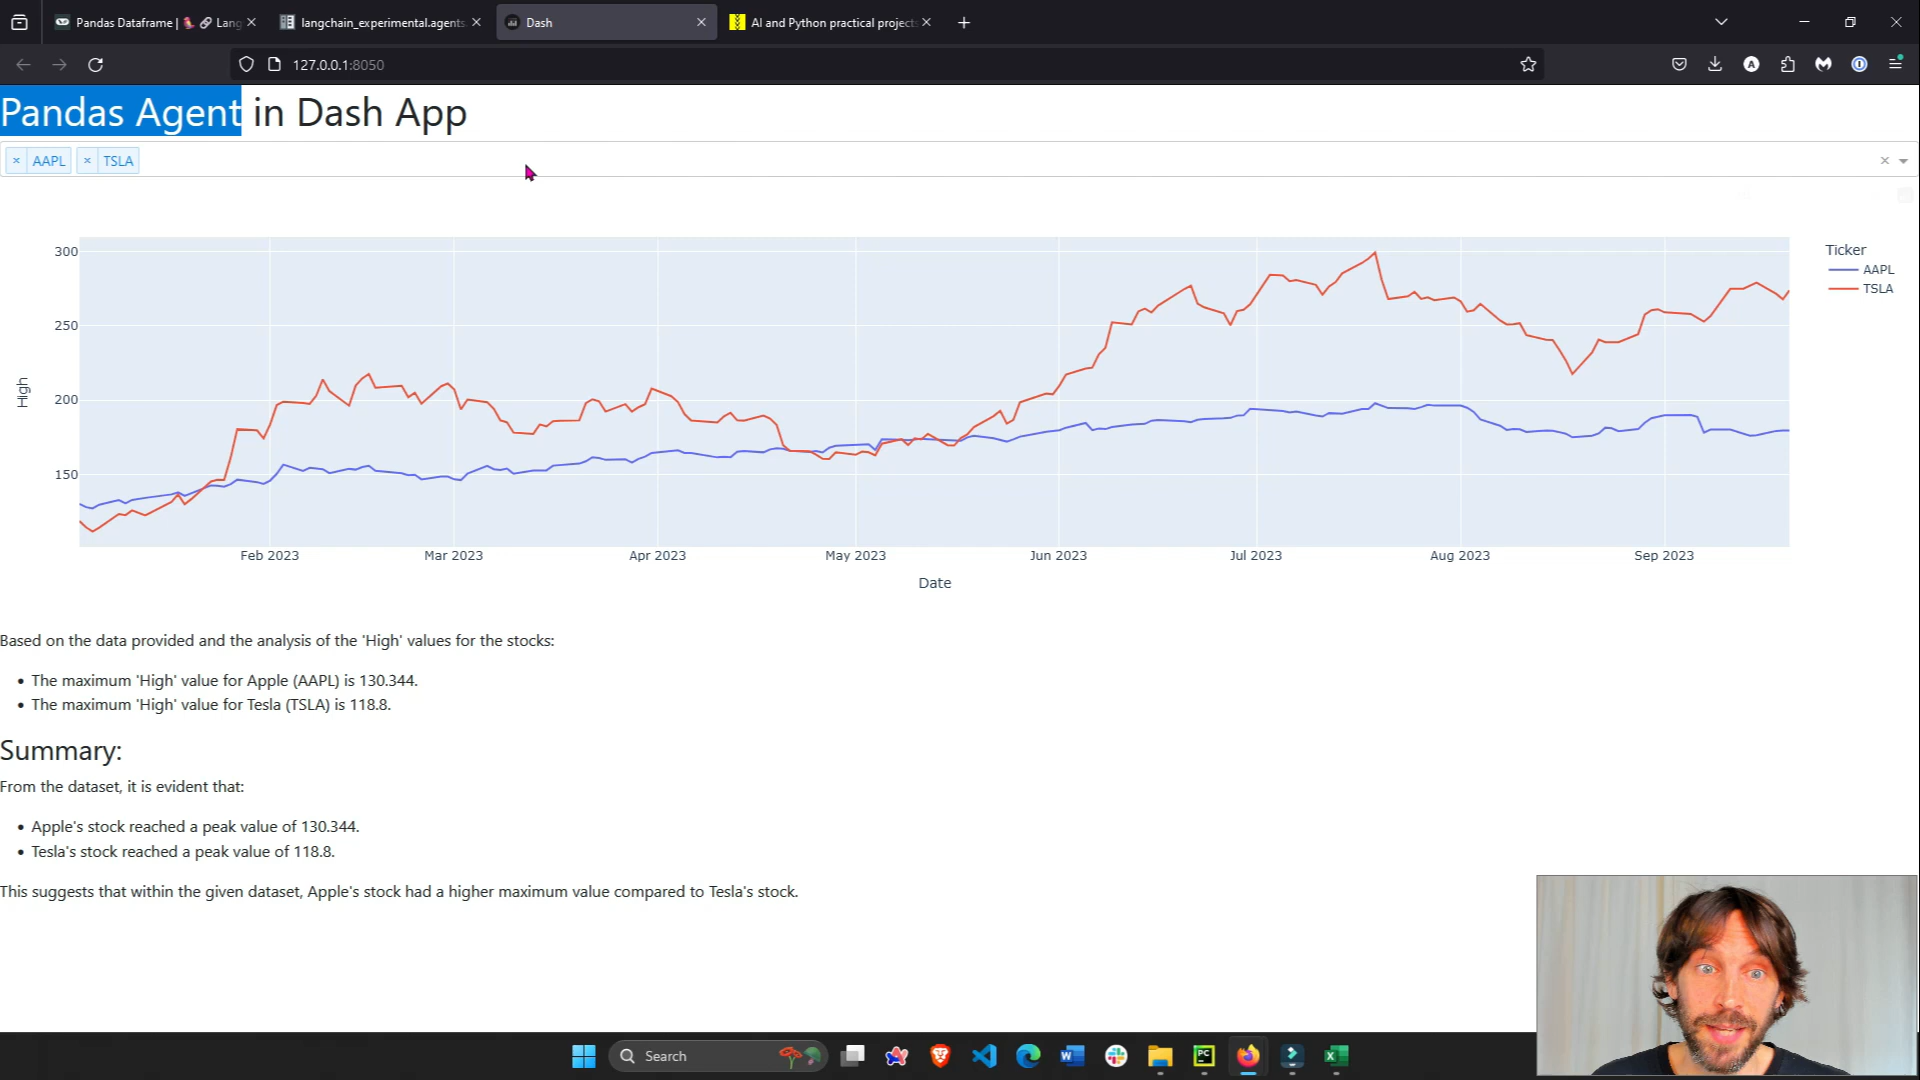 Pandas Dataframe | 🦜️🔗 Lang
langchain_experimental.agents.
Dash
AI and Python practical projects
127.0.0.1:8050
Pandas Agent in Dash App
× AAPL × TSLA
300
250
200
150
High
Feb 2023 Mar 2023 Apr 2023 May 2023 Jun 2023 Jul 2023 Aug 2023 Sep 2023
Date
Ticker
AAPL
TSLA
Based on the data provided and the analysis of the 'High' values for the stocks:
• The maximum 'High' value for Apple (AAPL) is 130.344.
• The maximum 'High' value for Tesla (TSLA) is 118.8.
Summary:
From the dataset, it is evident that:
• Apple's stock reached a peak value of 130.344.
• Tesla's stock reached a peak value of 118.8.
This suggests that within the given dataset, Apple's stock had a higher maximum value compared to Tesla's stock.
Search